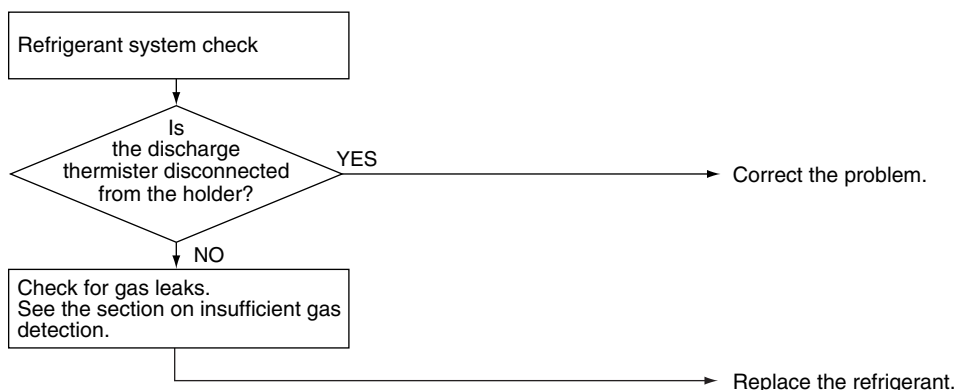 Refrigerant system check
Is
the discharge
thermister disconnected
from the holder?
YES
Correct the problem.
NO
Check for gas leaks.
See the section on insufficient gas
detection.
Replace the refrigerant.